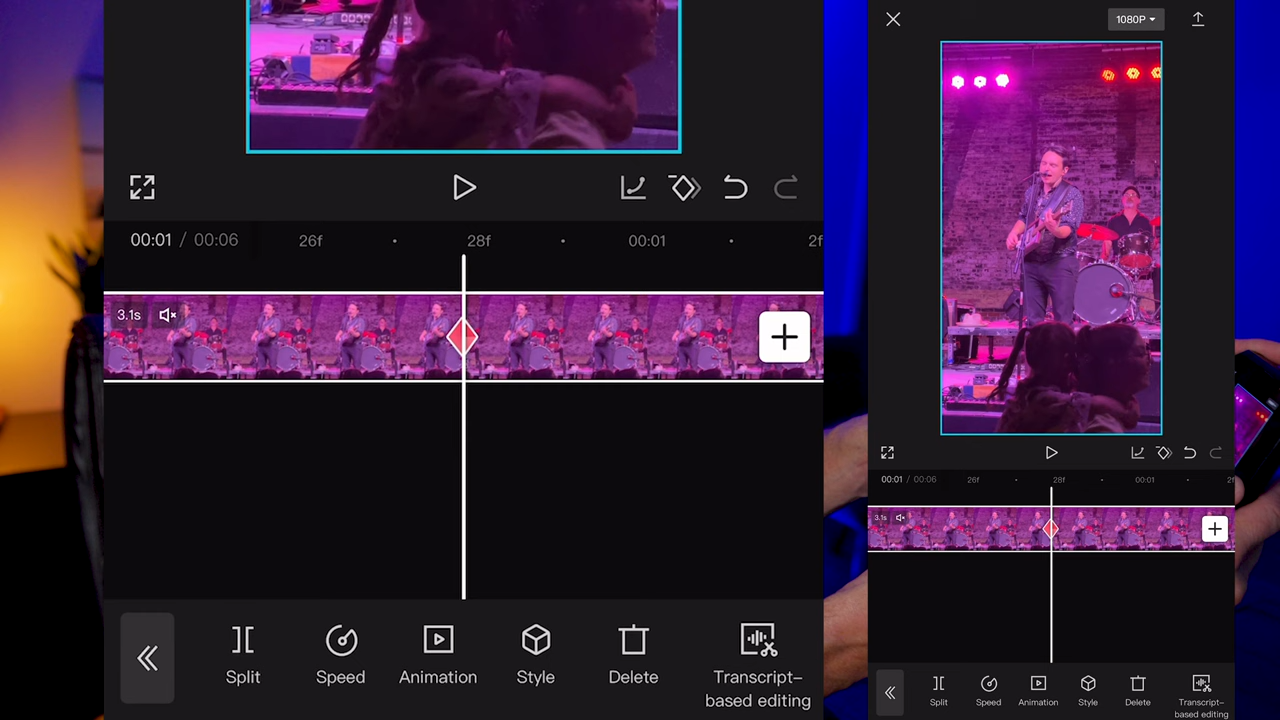 00:01 / 00:06
26f
28f
00:01
2f
3.1s
Split
Speed
Animation
Style
Delete
Transcript-
based editing
1080P
00:01 / 00:06
26f
28f
00:01
2f
3.1s
Split
Speed
Animation
Style
Delete
Transcript-
based editing